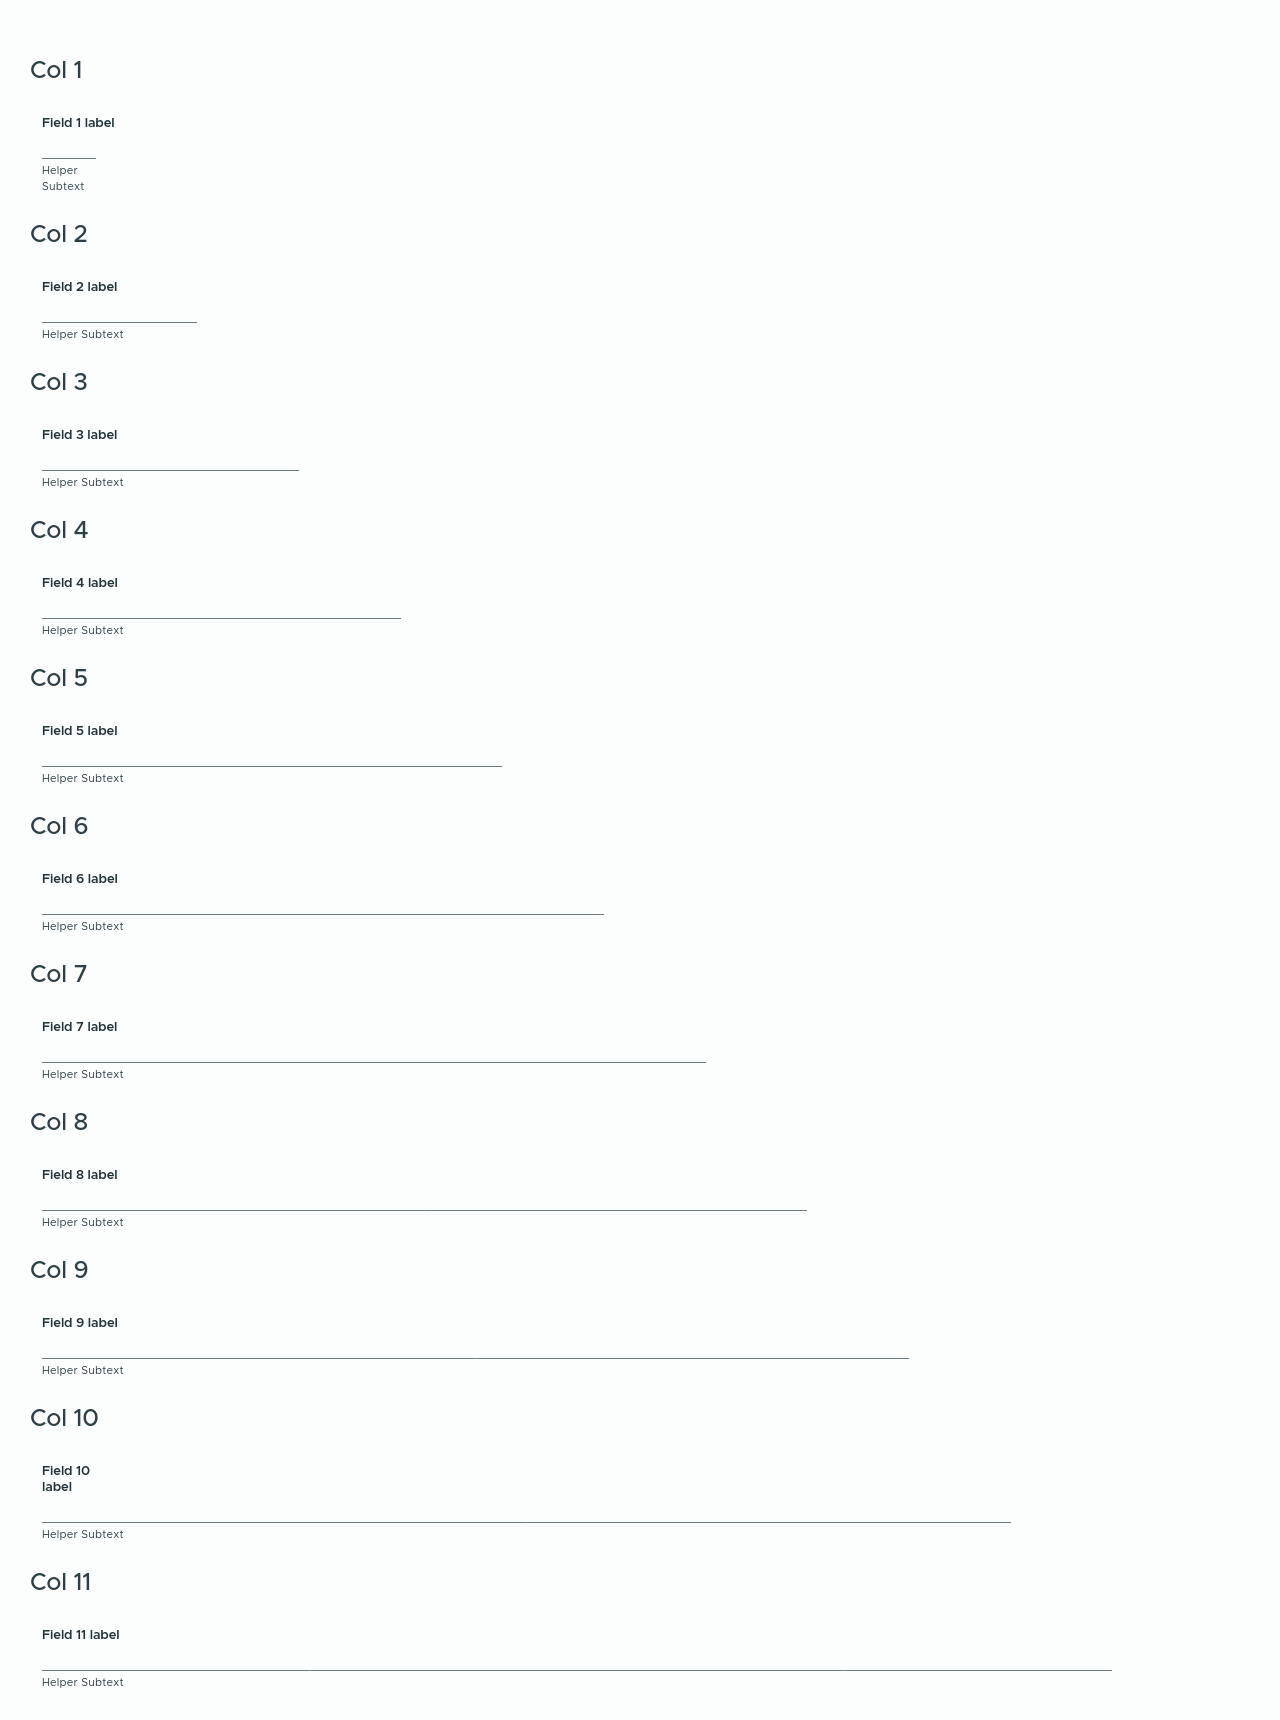 Col 1
Field 1 label
Helper
Subtext
Col 2
Field 2 label
Helper Subtext
Col 3
Field 3 label
Helper Subtext
Col 4
Field 4 label
Helper Subtext
Col 5
Field 5 label
Helper Subtext
Col 6
Field 6 label
Helper Subtext
Col 7
Field 7 label
Helper Subtext
Col 8
Field 8 label
Helper Subtext
Col 9
Field 9 label
Helper Subtext
Col 10
Field 10
label
Helper Subtext
Col 11
Field 11 label
Helper Subtext